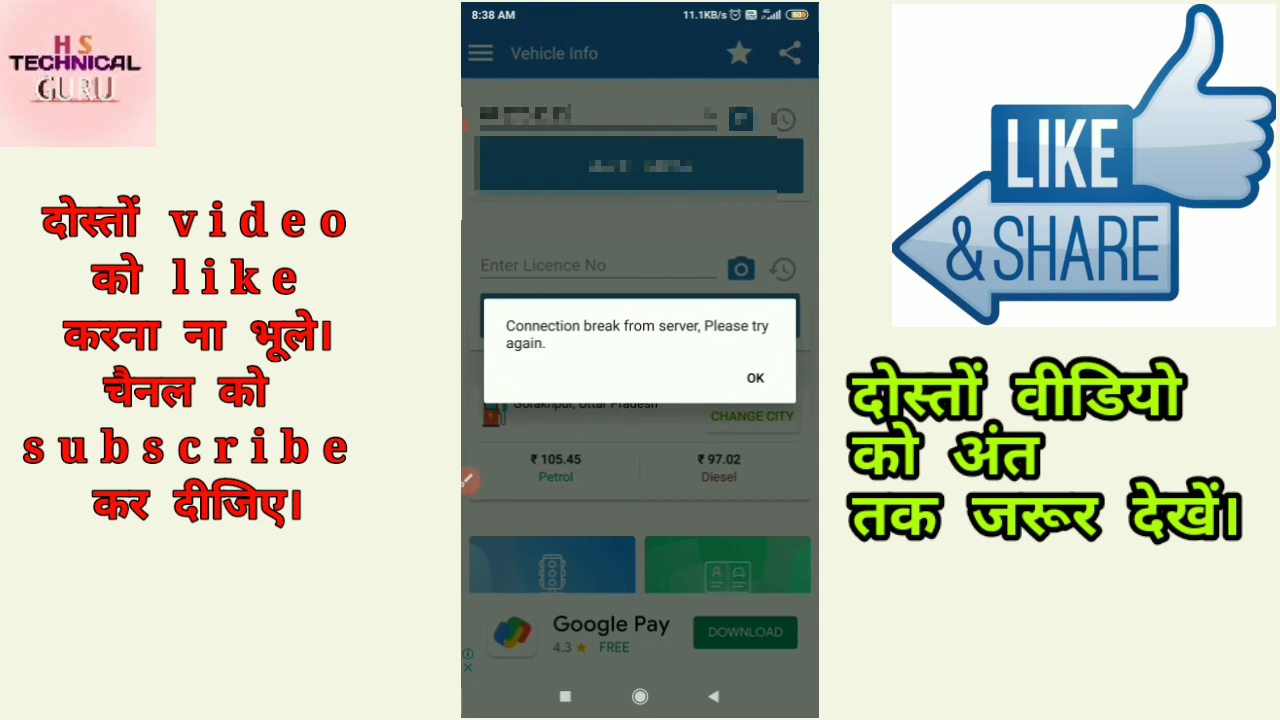 H S
TECHNICAL
GURU
दोस्तों video
को like
करना ना भूले।
चैनल को
subscribe
कर दीजिए।
8:38 AM
11.1KB/s
4G
80
Vehicle Info
Enter Licence No
Connection break from server, Please try
again.
OK
Gorakhpur, Uttar Pradesh
CHANGE CITY
₹ 105.45
Petrol
₹ 97.02
Diesel
Google Pay
4.3 ★ FREE
DOWNLOAD
LIKE
& SHARE
दोस्तों वीडियो
को अंत
तक जरूर देखें।